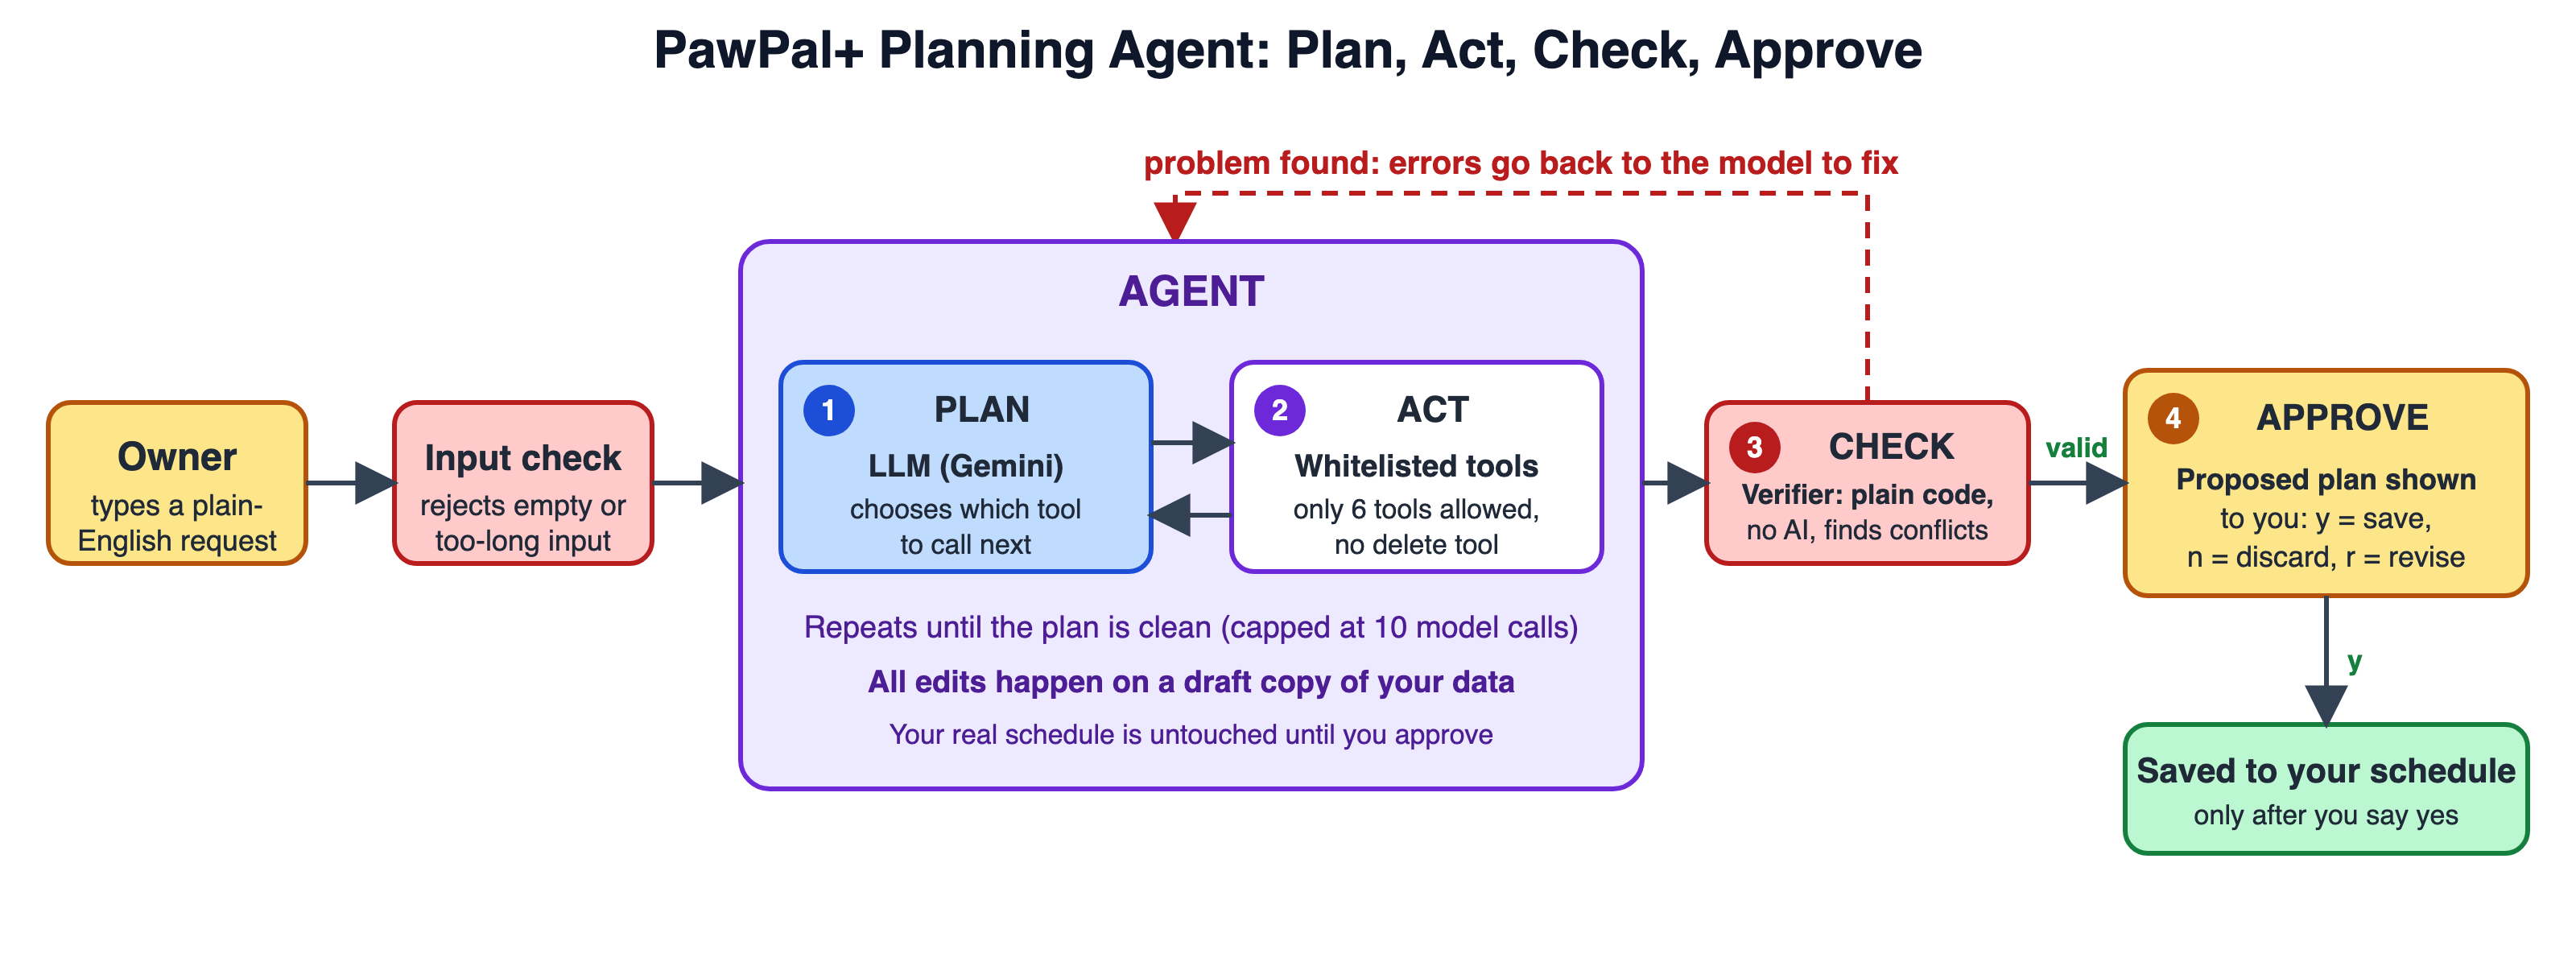 PawPal+ Planning Agent: Plan, Act, Check, Approve
problem found: errors go back to the model to fix
Owner
types a plain-
English request
Input check
rejects empty or
too-long input
AGENT
1
PLAN
LLM (Gemini)
chooses which tool
to call next
2
ACT
Whitelisted tools
only 6 tools allowed,
no delete tool
Repeats until the plan is clean (capped at 10 model calls)
All edits happen on a draft copy of your data
Your real schedule is untouched until you approve
3
CHECK
Verifier: plain code,
no AI, finds conflicts
valid
4
APPROVE
Proposed plan shown
to you: y = save,
n = discard, r = revise
y
Saved to your schedule
only after you say yes